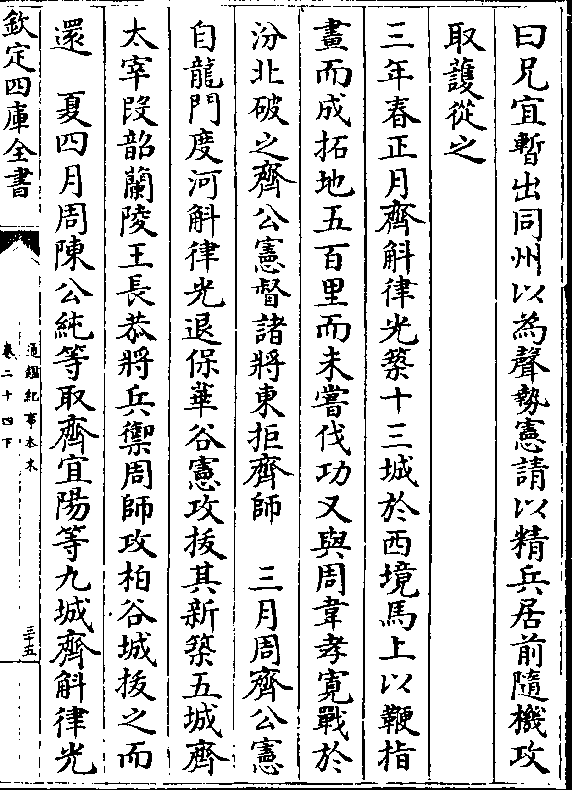 曰兄宜暫出同州以為聲勢憲請以精兵居前隨機攻
取護從之
三年春正月齊斛律光築十三城於西境馬上以鞭指
畫而成拓地五百里而未嘗伐功又與周韋孝寛戰於
汾北破之齊公憲督諸將東拒齊師　三月周齊公憲
自龍門度河斛律光退保華谷憲攻拔其新築五城齊
太宰段韶蘭陵王長恭將兵禦周師攻柏谷城拔之而
還　夏四月周陳公純等取齊宜陽等九城齊斛律光
欽定四庫全書
通鑑紀事本末
卷二十四下
三十五